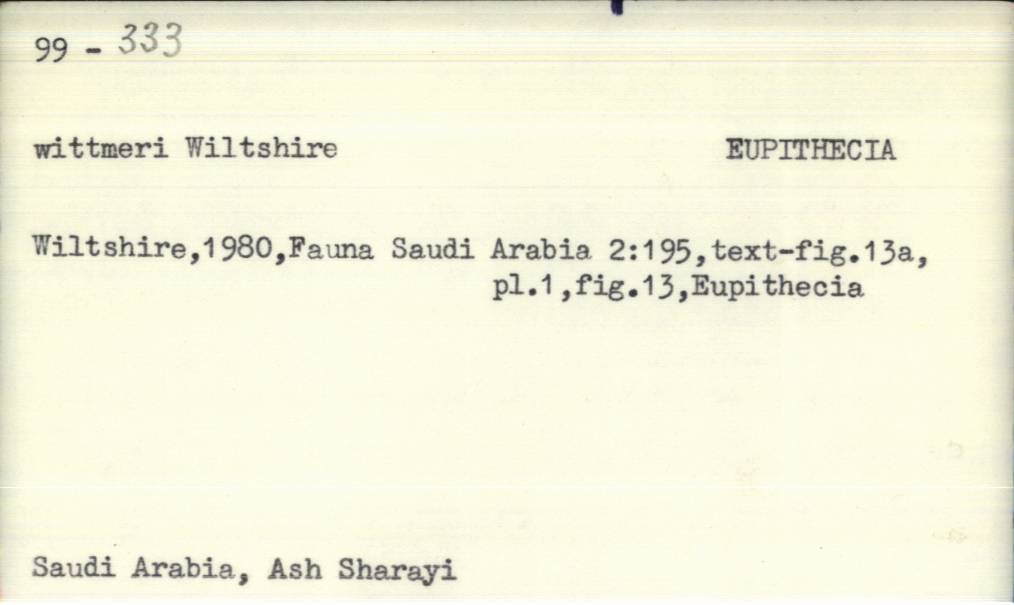 99 - 333
wittmeri Wiltshire EUPITHECIA
Wiltshire,1980,Fauna Saudi Arabia 2:195,text-fig.13a,
pl.1,fig.13,Eupithecia
Saudi Arabia, Ash Sharayi